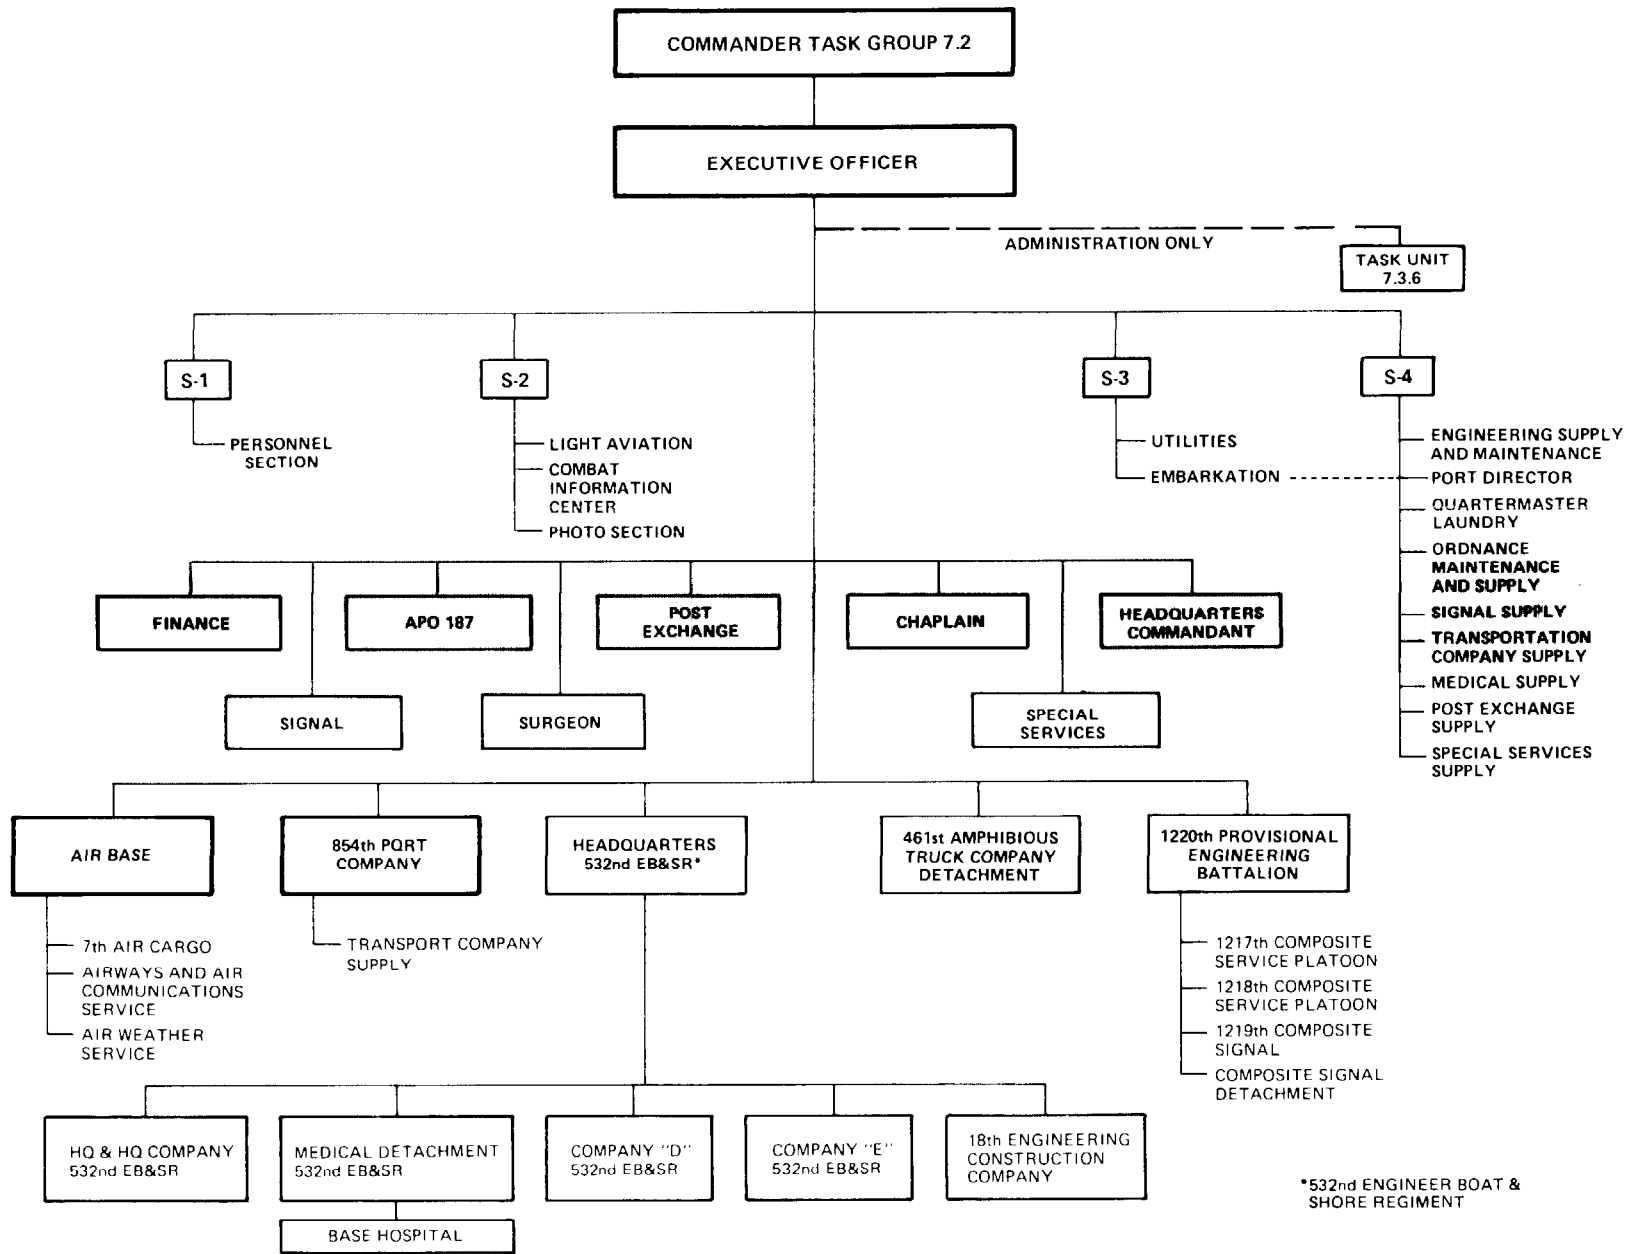 COMMANDER TASK GROUP 7.2
EXECUTIVE OFFICER
ADMINISTRATION ONLY
TASK UNIT
7.3.6
S-1
S-2
S-3
S-4
PERSONNEL
SECTION
LIGHT AVIATION
COMBAT
INFORMATION
CENTER
PHOTO SECTION
UTILITIES
EMBARKATION
ENGINEERING SUPPLY
AND MAINTENANCE
PORT DIRECTOR
QUARTERMASTER
LAUNDRY
ORDNANCE
MAINTENANCE
AND SUPPLY
SIGNAL SUPPLY
TRANSPORTATION
COMPANY SUPPLY
MEDICAL SUPPLY
POST EXCHANGE
SUPPLY
SPECIAL SERVICES
SUPPLY
FINANCE
APO 187
POST
EXCHANGE
CHAPLAIN
HEADQUARTERS
COMMANDANT
SIGNAL
SURGEON
SPECIAL
SERVICES
AIR BASE
854th PORT
COMPANY
HEADQUARTERS
532nd EB&SR*
461st AMPHIBIOUS
TRUCK COMPANY
DETACHMENT
1220th PROVISIONAL
ENGINEERING
BATTALION
7th AIR CARGO
AIRWAYS AND AIR
COMMUNICATIONS
SERVICE
AIR WEATHER
SERVICE
TRANSPORT COMPANY
SUPPLY
1217th COMPOSITE
SERVICE PLATOON
1218th COMPOSITE
SERVICE PLATOON
1219th COMPOSITE
SIGNAL
COMPOSITE SIGNAL
DETACHMENT
HQ & HQ COMPANY
532nd EB&SR
MEDICAL DETACHMENT
532nd EB&SR
COMPANY "D"
532nd EB&SR
COMPANY "E"
532nd EB&SR
18th ENGINEERING
CONSTRUCTION
COMPANY
BASE HOSPITAL
*532nd ENGINEER BOAT &
SHORE REGIMENT